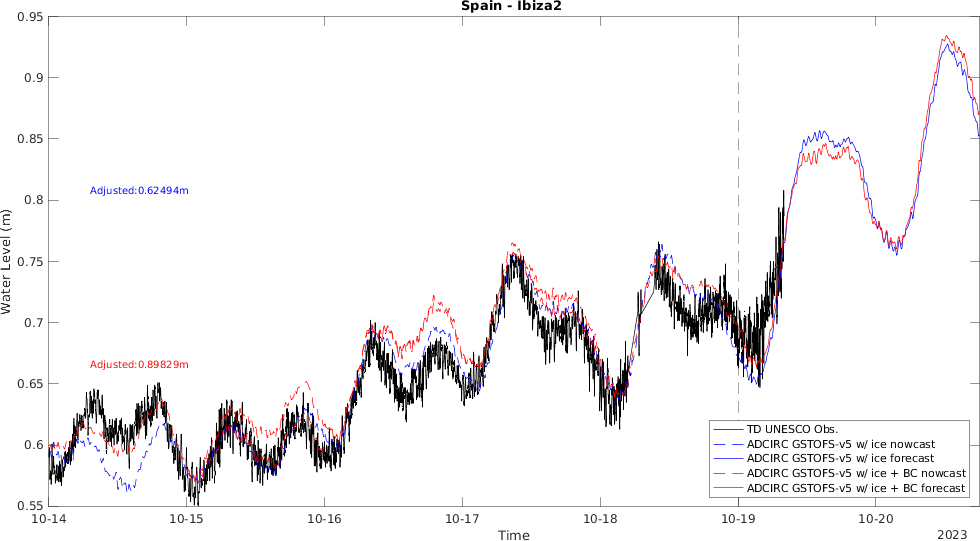 Spain - Ibiza2
0.95
0.9
0.85
0.8
0.75
0.7
0.65
0.6
0.55
Water Level (m)
Adjusted:0.62494m
Adjusted:0.89829m
TD UNESCO Obs.
ADCIRC GSTOFS-v5 w/ ice nowcast
ADCIRC GSTOFS-v5 w/ ice forecast
ADCIRC GSTOFS-v5 w/ ice + BC nowcast
ADCIRC GSTOFS-v5 w/ ice + BC forecast
10-14 10-15 10-16 10-17 10-18 10-19 10-20
Time
2023